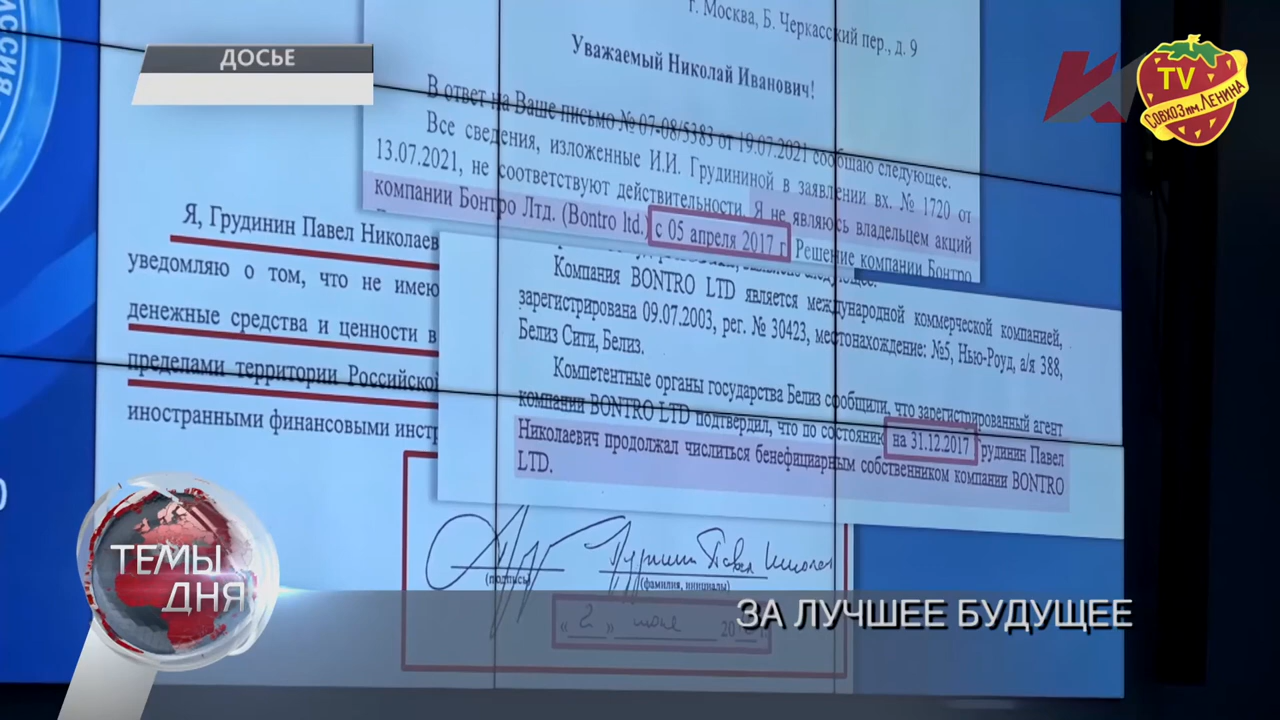 ДОСЬЕ
TV
СОВХОЗ им. ЛЕНИНА
г. Москва, Б. Черкасский пер., д. 9
Уважаемый Николай Иванович!
В ответ на Ваше письмо № 07-08/5383 от 19.07.2021 сообщаю следующее.
Все сведения, изложенные И.И. Грудининой в заявлении вх. № 1720 от
13.07.2021, не соответствуют действительности. Я не являюсь владельцем акций
компании Бонтро Лтд. (Bontro ltd.) с 05 апреля 2017 г. Решение компании Бонтро
Я, Грудинин Павел Николаев
уведомляю о том, что не имею
денежные средства и ценности в
пределами территории Российской
иностранными финансовыми инстр
Компания BONTRO LTD является международной коммерческой компанией,
зарегистрирована 09.07.2003, рег. № 30423, местонахождение: №5, Нью-Роуд, а/я 388,
Белиз Сити, Белиз.
Компетентные органы государства Белиз сообщили, что зарегистрированный агент
компании BONTRO LTD подтвердил, что по состоянию на 31.12.2017 рудинин Павел
Николаевич продолжал числиться бенефициарным собственником компании BONTRO
LTD.
(подпись) (фамилия, инициалы)
ТЕМЫ
ДНЯ
ЗА ЛУЧШЕЕ БУДУЩЕЕ